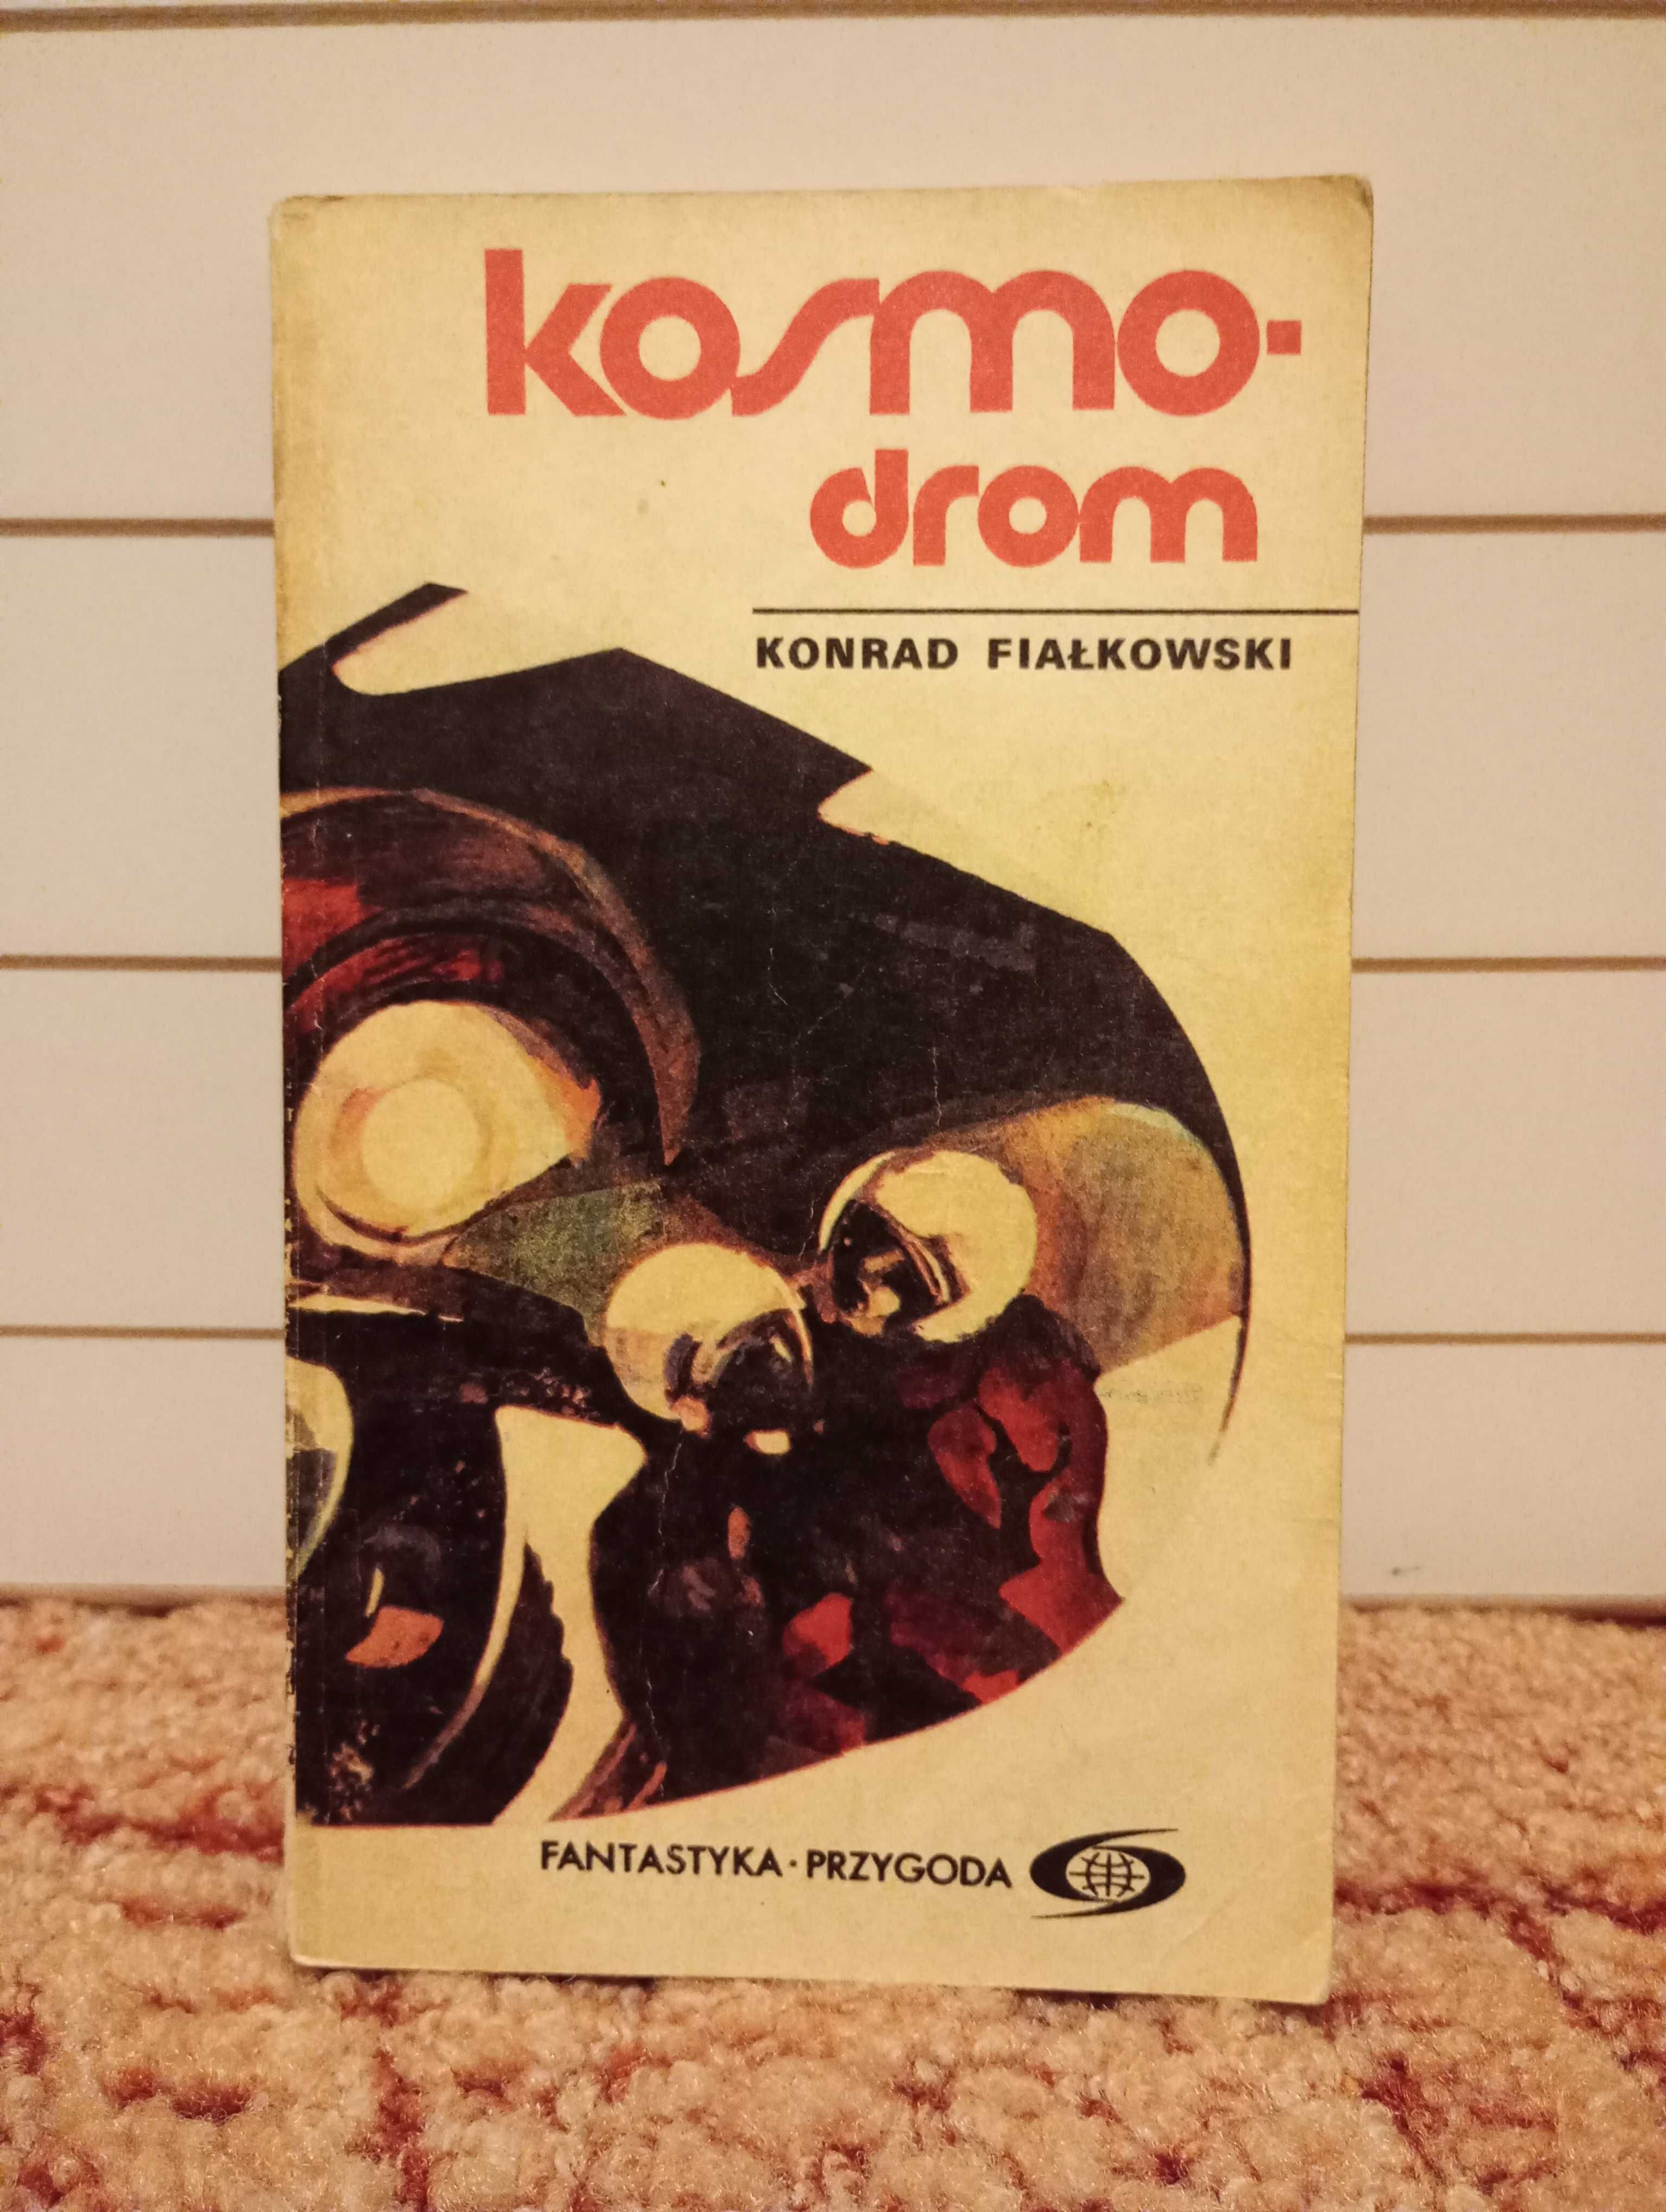 kosmo-
drom
KONRAD FIAŁKOWSKI
FANTASTYKA·PRZYGODA